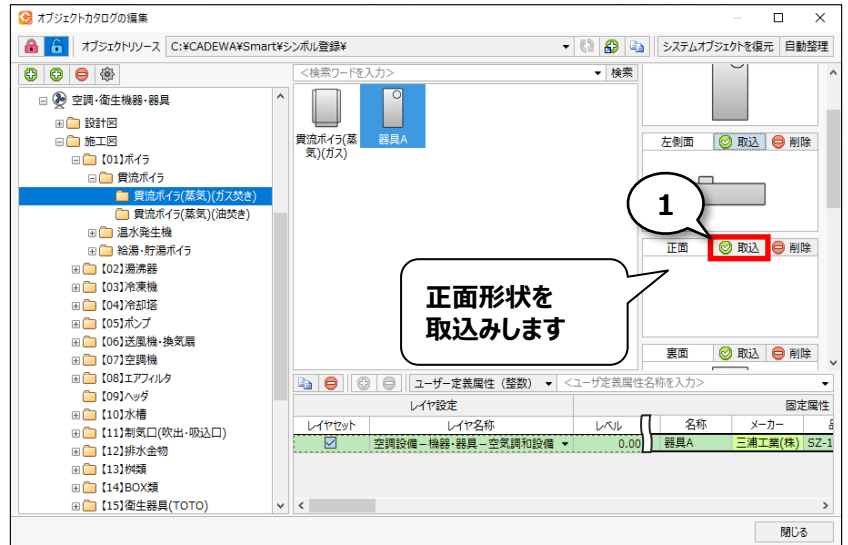 オブジェクトカタログの編集
オブジェクトリソース C:¥CADEWA¥Smart¥シンボル登録¥ システムオブジェクトを復元 自動整理
<検索ワードを入力> 検索
空調・衛生機器・器具
設計図
施工図
【01】ボイラ
貫流ボイラ
貫流ボイラ(蒸気)(ガス焚き)
貫流ボイラ(蒸気)(油焚き)
温水発生機
給湯・貯湯ボイラ
【02】湯沸器
【03】冷凍機
【04】冷却塔
【05】ポンプ
【06】送風機・換気扇
【07】空調機
【08】エアフィルタ
【09】ヘッダ
【10】水槽
【11】制気口(吹出・吸込口)
【12】排水金物
【13】桝類
【14】BOX類
【15】衛生器具(TOTO)
貫流ボイラ(蒸
気)(ガス)
器具A
左側面 取込 削除
1
正面 取込 削除
正面形状を
取込みします
裏面 取込 削除
ユーザー定義属性（整数） <ユーザ定義属性名称を入力>
レイヤ設定 固定属性
レイヤセット レイヤ名称 レベル 名称 メーカー
空調設備－機器・器具－空気調和設備 0.00 器具A 三浦工業(株) SZ-1
閉じる